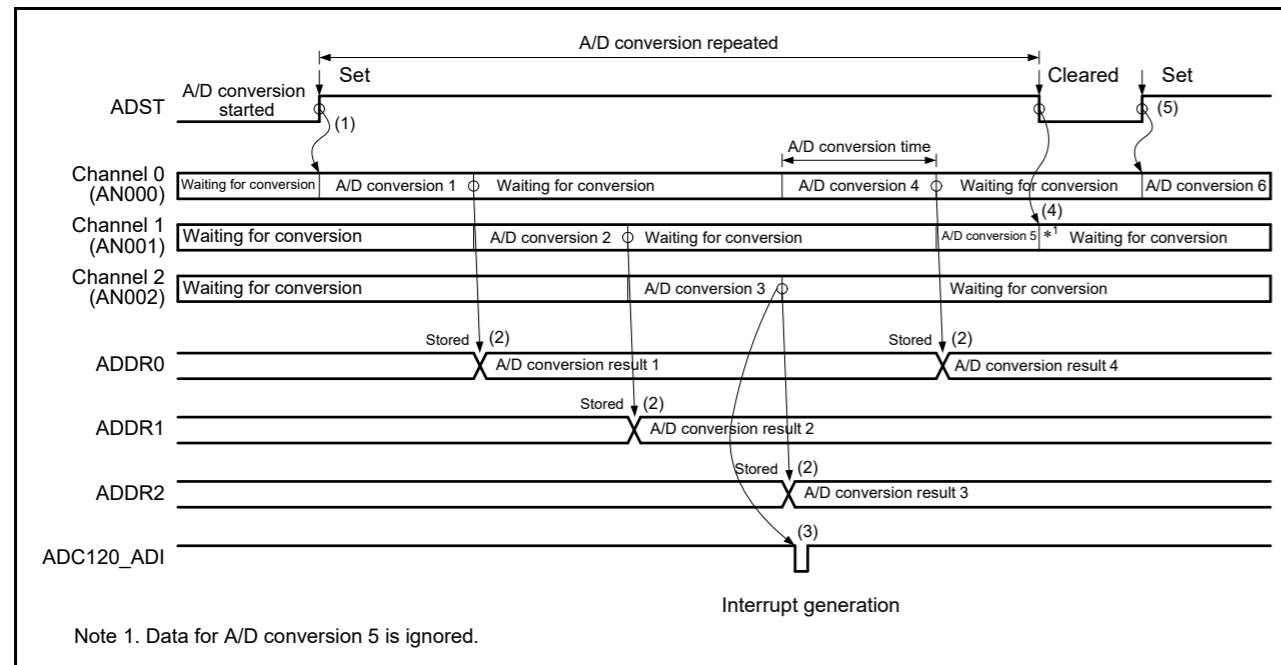 A/D conversion repeated
Set
Cleared
Set
A/D conversion
started
ADST
(1)
(5)
A/D conversion time
Channel 0
(AN000)
Waiting for conversion
A/D conversion 1
Waiting for conversion
A/D conversion 4
Waiting for conversion
A/D conversion 6
(4)
Channel 1
(AN001)
Waiting for conversion
A/D conversion 2
Waiting for conversion
A/D conversion 5
*1
Waiting for conversion
Channel 2
(AN002)
Waiting for conversion
A/D conversion 3
Waiting for conversion
Stored (2)
Stored (2)
ADDR0
A/D conversion result 1
A/D conversion result 4
Stored (2)
ADDR1
A/D conversion result 2
Stored (2)
ADDR2
A/D conversion result 3
(3)
ADC120_ADI
Interrupt generation
Note 1. Data for A/D conversion 5 is ignored.